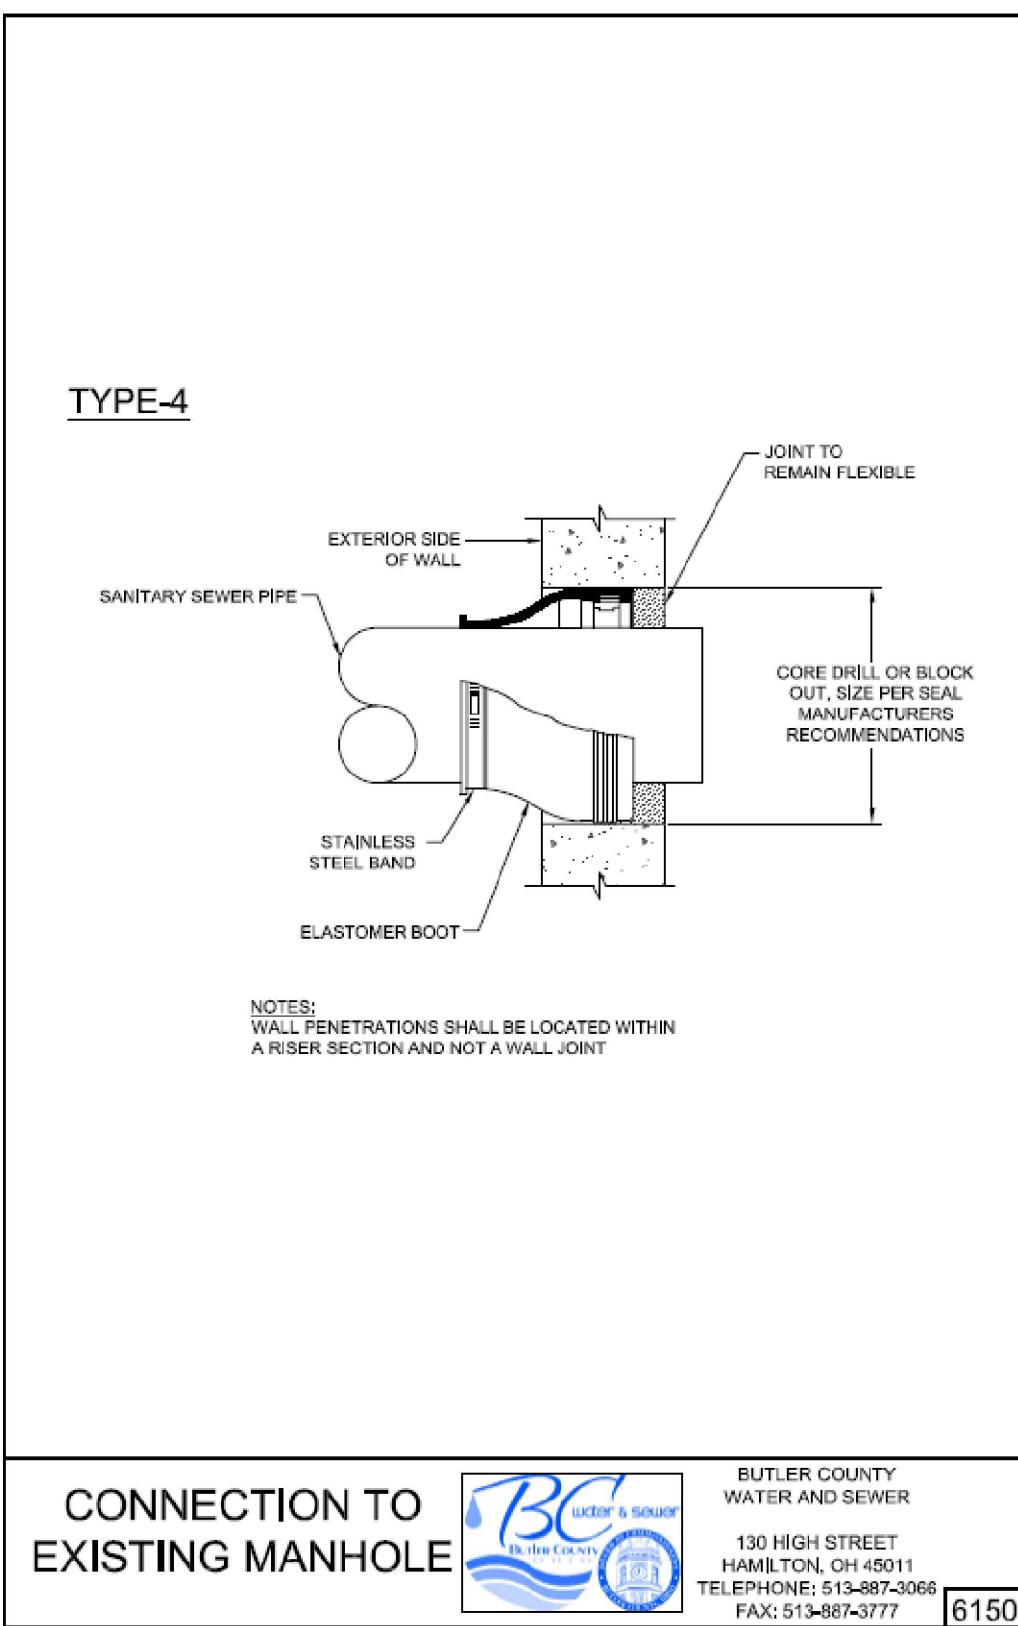 TYPE-4
JOINT TO
REMAIN FLEXIBLE
EXTERIOR SIDE
OF WALL
SANITARY SEWER PIPE
CORE DRILL OR BLOCK
OUT, SIZE PER SEAL
MANUFACTURERS
RECOMMENDATIONS
STAINLESS
STEEL BAND
ELASTOMER BOOT
NOTES:
WALL PENETRATIONS SHALL BE LOCATED WITHIN
A RISER SECTION AND NOT A WALL JOINT
CONNECTION TO
EXISTING MANHOLE
BC
water & sewer
BUTLER COUNTY
OHIO
BUTLER COUNTY
WATER AND SEWER
130 HIGH STREET
HAMILTON, OH 45011
TELEPHONE: 513-887-3066
FAX: 513-887-3777
6150